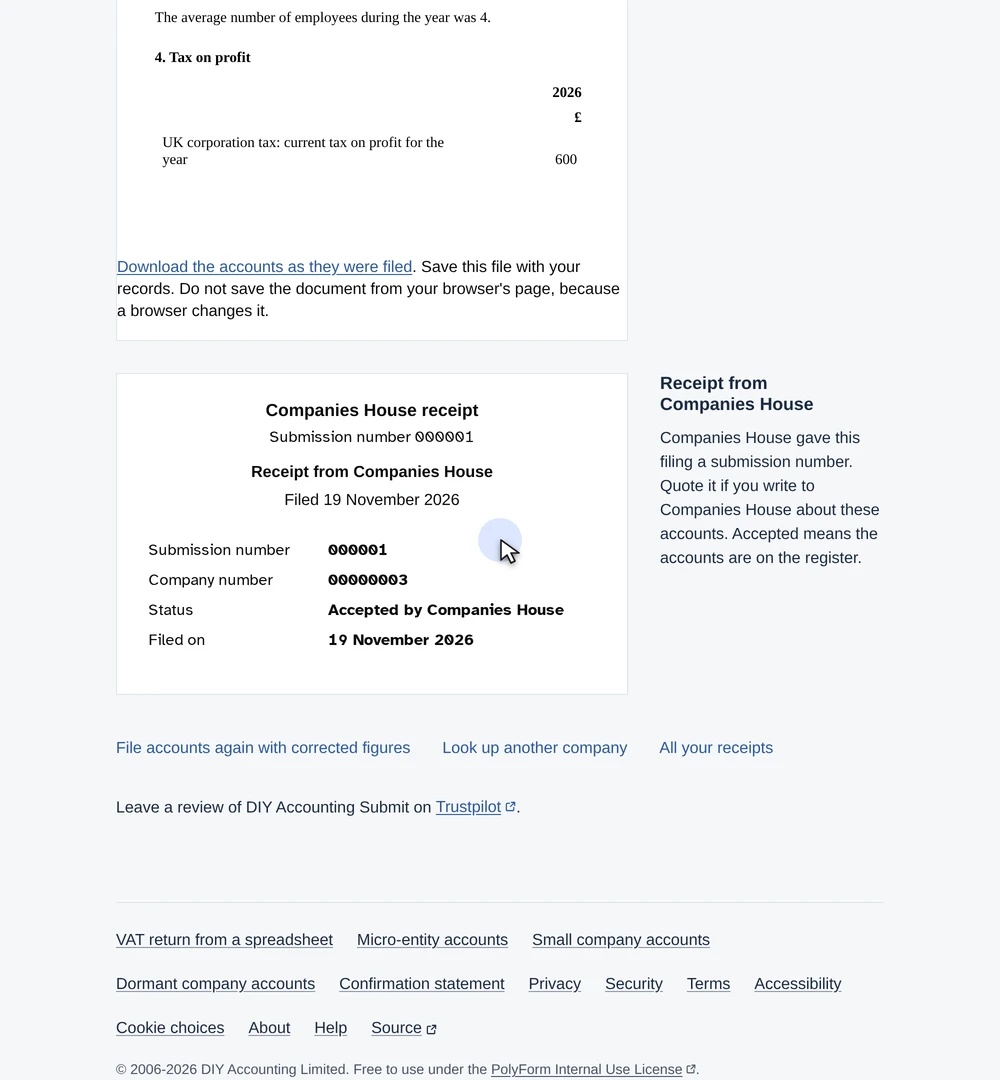 The average number of employees during the year was 4.
4. Tax on profit
2026
£
UK corporation tax: current tax on profit for the
year 600
Download the accounts as they were filed. Save this file with your
records. Do not save the document from your browser's page, because
a browser changes it.
Companies House receipt
Submission number 000001
Receipt from Companies House
Filed 19 November 2026
Submission number 000001
Company number 00000003
Status Accepted by Companies House
Filed on 19 November 2026
Receipt from
Companies House
Companies House gave this
filing a submission number.
Quote it if you write to
Companies House about these
accounts. Accepted means the
accounts are on the register.
File accounts again with corrected figures Look up another company All your receipts
Leave a review of DIY Accounting Submit on Trustpilot.
VAT return from a spreadsheet Micro-entity accounts Small company accounts
Dormant company accounts Confirmation statement Privacy Security Terms Accessibility
Cookie choices About Help Source
© 2006-2026 DIY Accounting Limited. Free to use under the PolyForm Internal Use License.